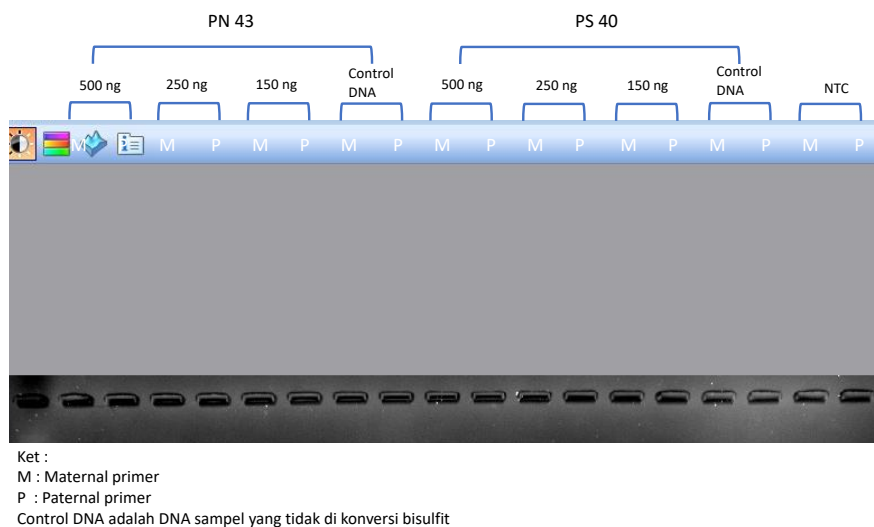 PN 43 PS 40
500 ng 250 ng 150 ng Control DNA 500 ng 250 ng 150 ng Control DNA NTC
M M P M P M P M P M P M P M P M P
Ket :
M : Maternal primer
P : Paternal primer
Control DNA adalah DNA sampel yang tidak di konversi bisulfit